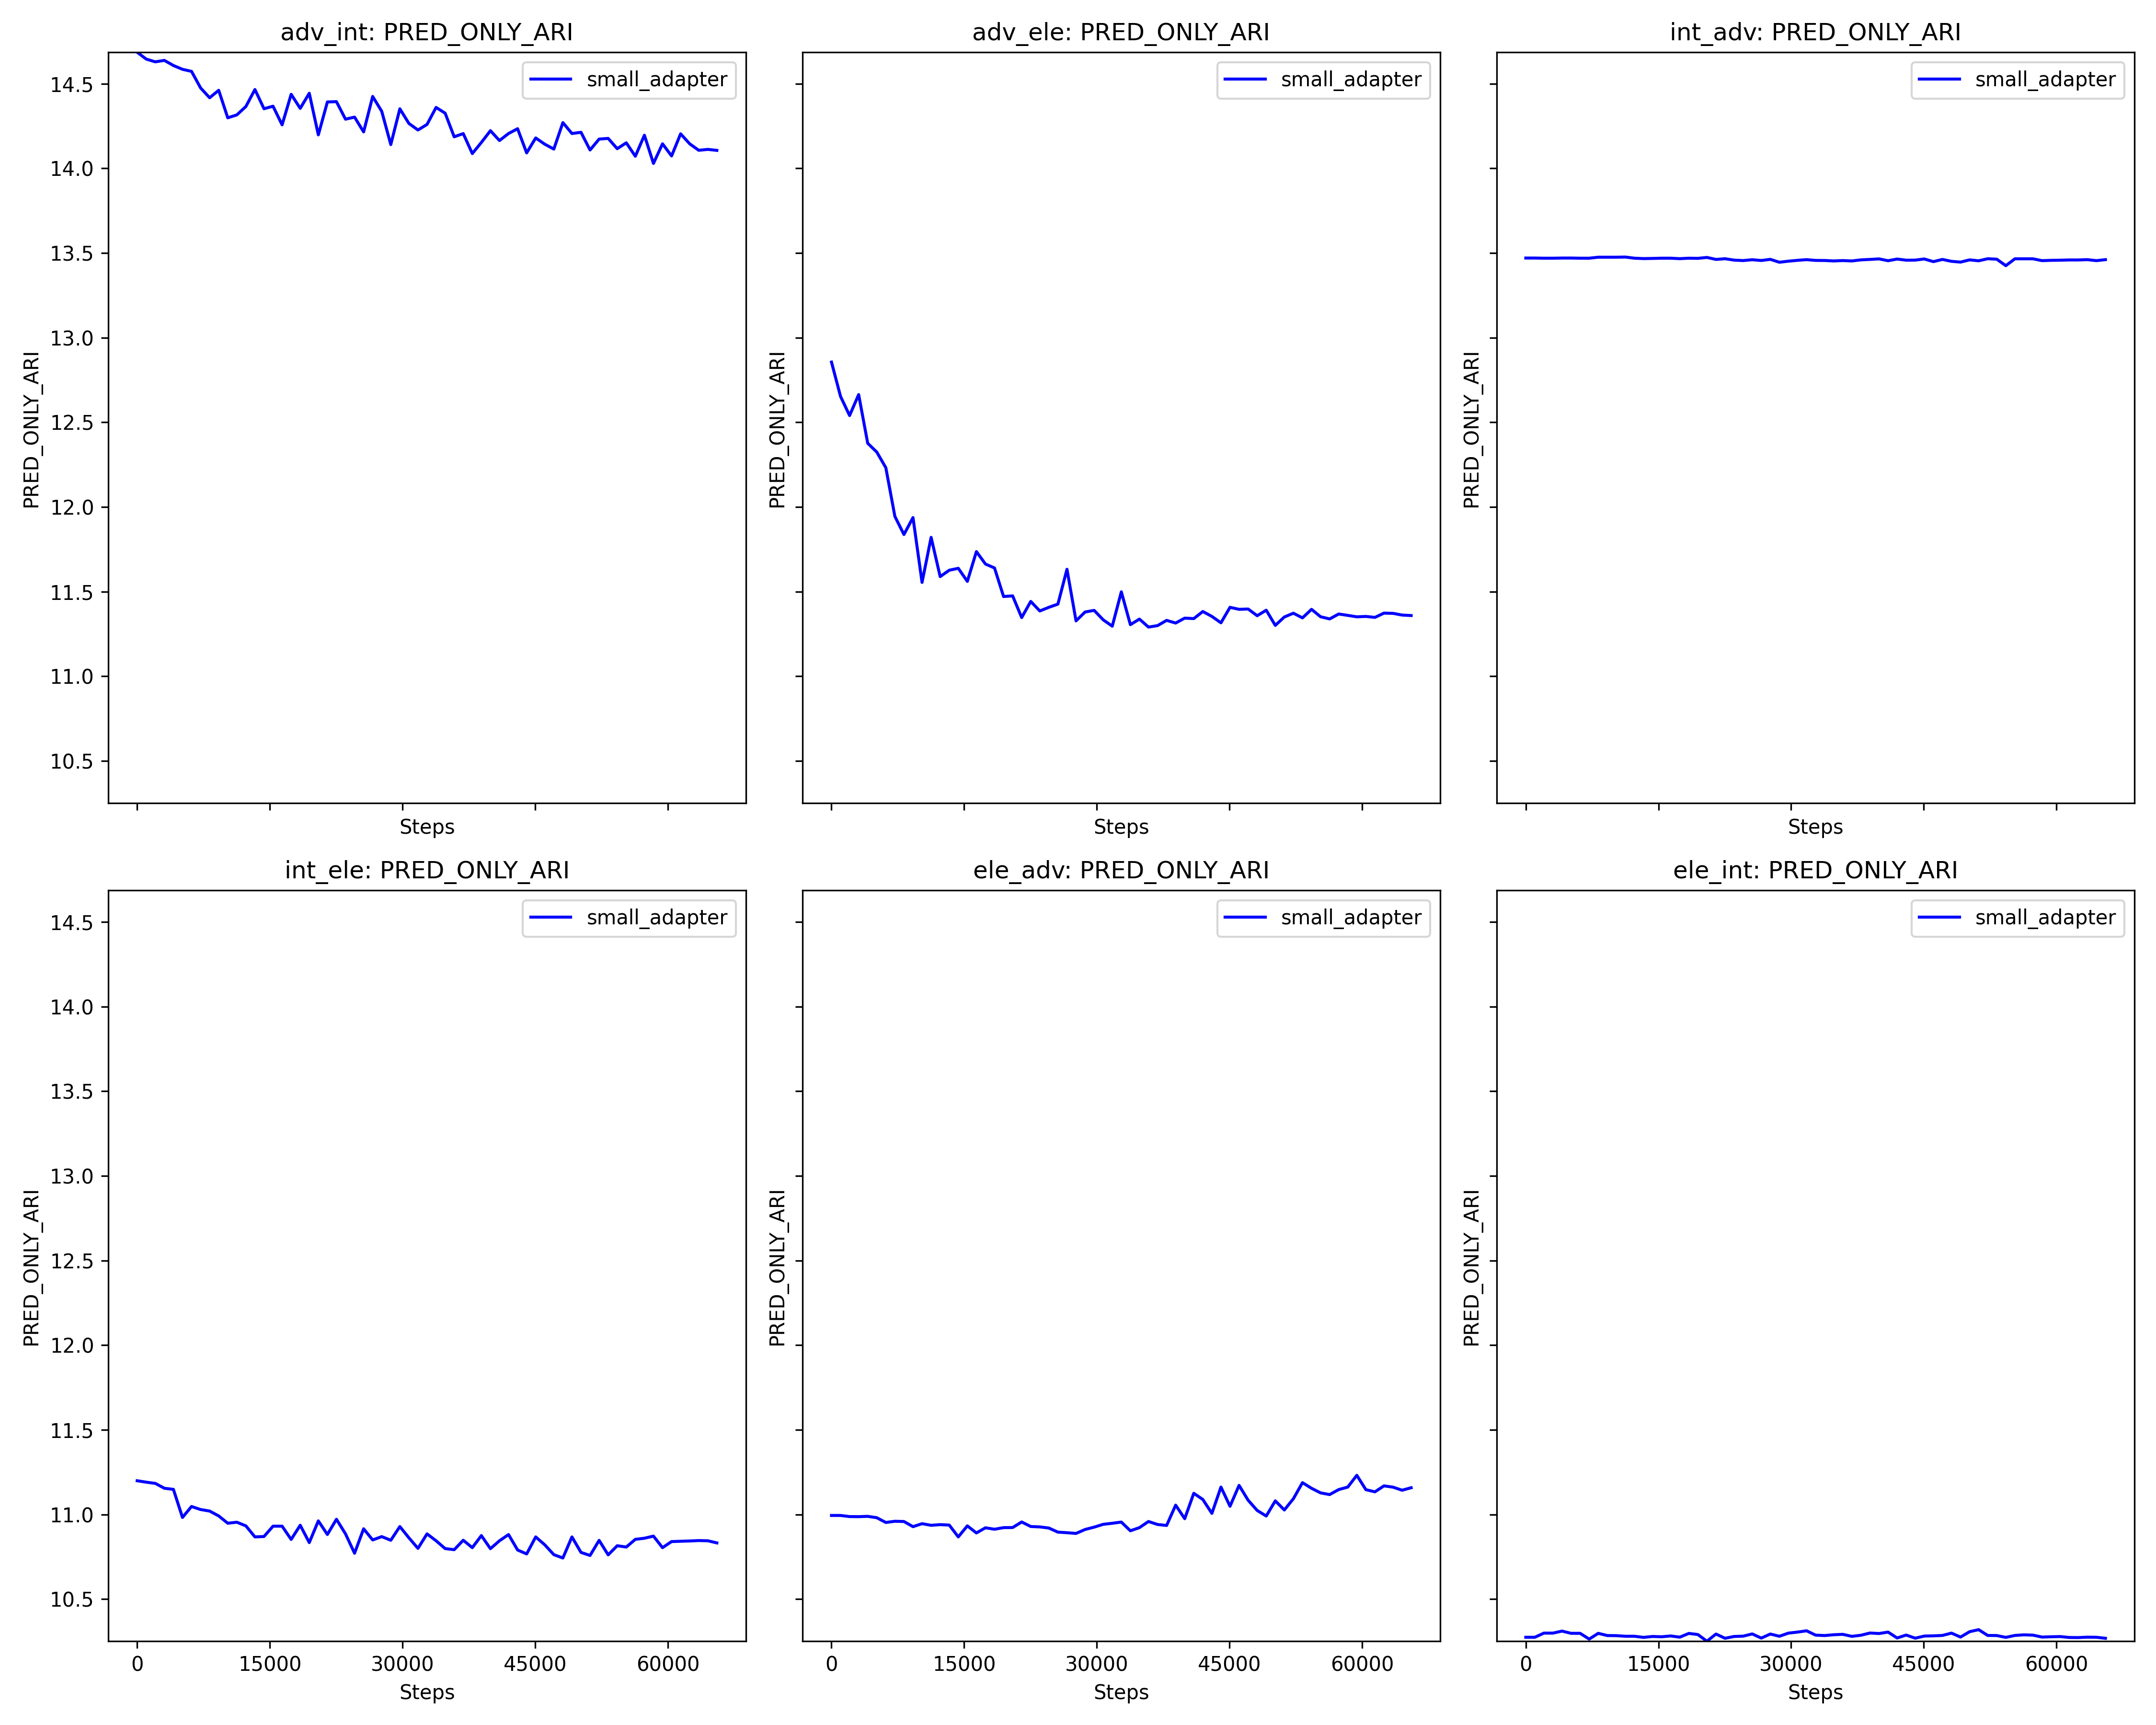 adv_int: PRED_ONLY_ARI
adv_ele: PRED_ONLY_ARI
int_adv: PRED_ONLY_ARI
small_adapter
small_adapter
small_adapter
14.5
14.0
13.5
13.0
12.5
12.0
11.5
11.0
10.5
PRED_ONLY_ARI
PRED_ONLY_ARI
PRED_ONLY_ARI
Steps
Steps
Steps
int_ele: PRED_ONLY_ARI
ele_adv: PRED_ONLY_ARI
ele_int: PRED_ONLY_ARI
small_adapter
small_adapter
small_adapter
14.5
14.0
13.5
13.0
12.5
12.0
11.5
11.0
10.5
PRED_ONLY_ARI
PRED_ONLY_ARI
PRED_ONLY_ARI
0 15000 30000 45000 60000
0 15000 30000 45000 60000
0 15000 30000 45000 60000
Steps
Steps
Steps